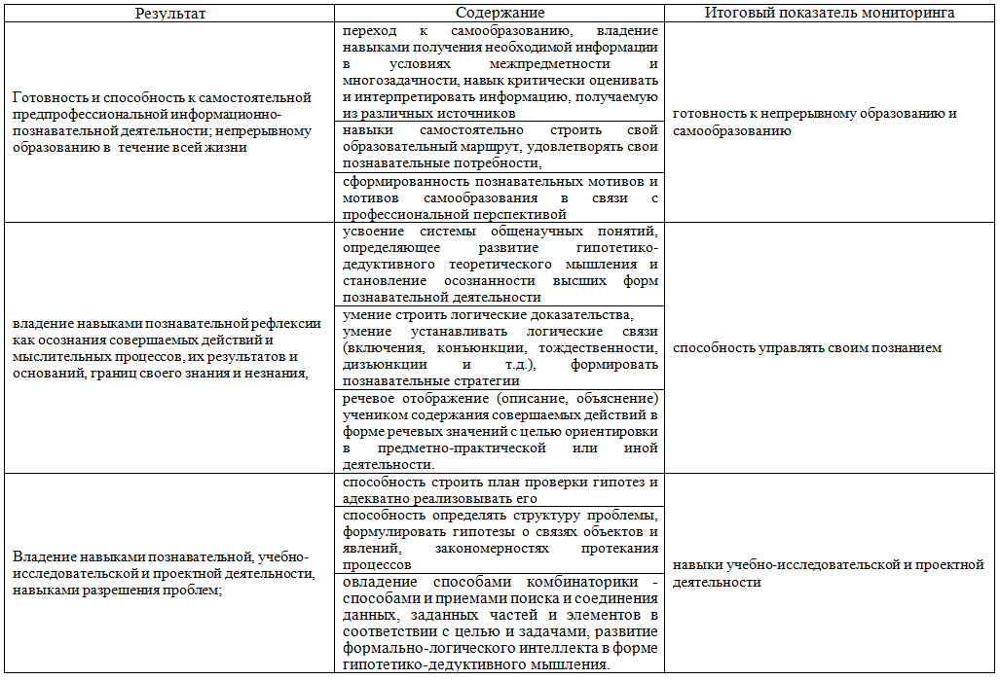 Результат
Содержание
Итоговый показатель мониторинга
Готовность и способность к самостоятельной
предпрофессиональной информационно-
познавательной деятельности; непрерывному
образованию в течение всей жизни
переход к самообразованию, владение
навыками получения необходимой информации
в условиях межпредметности и
многозадачности, навык критически оценивать
и интерпретировать информацию, получаемую
из различных источников
навыки самостоятельно строить свой
образовательный маршрут, удовлетворять свои
познавательные потребности,
сформированность познавательных мотивов и
мотивов самообразования в связи с
профессиональной перспективой
готовность к непрерывному образованию и
самообразованию
владение навыками познавательной рефлексии
как осознания совершаемых действий и
мыслительных процессов, их результатов и
оснований, границ своего знания и незнания,
усвоение системы общенаучных понятий,
определяющее развитие гипотетико-
дедуктивного теоретического мышления и
становление осознанности высших форм
познавательной деятельности
умение строить логические доказательства,
умение устанавливать логические связи
(включения, конъюнкции, тождественности,
дизъюнкции и т.д.), формировать
познавательные стратегии
речевое отображение (описание, объяснение)
учеником содержания совершаемых действий в
форме речевых значений с целью ориентировки
в предметно-практической или иной
деятельности.
способность управлять своим познанием
Владение навыками познавательной, учебно-
исследовательской и проектной деятельности,
навыками разрешения проблем;
способность строить план проверки гипотез и
адекватно реализовывать его
способность определять структуру проблемы,
формулировать гипотезы о связях объектов и
явлений, закономерностях протекания
процессов
овладение способами комбинаторики -
способами и приемами поиска и соединения
данных, заданных частей и элементов в
соответствии с целью и задачами, развитие
формально-логического интеллекта в форме
гипотетико-дедуктивного мышления.
навыки учебно-исследовательской и проектной
деятельности